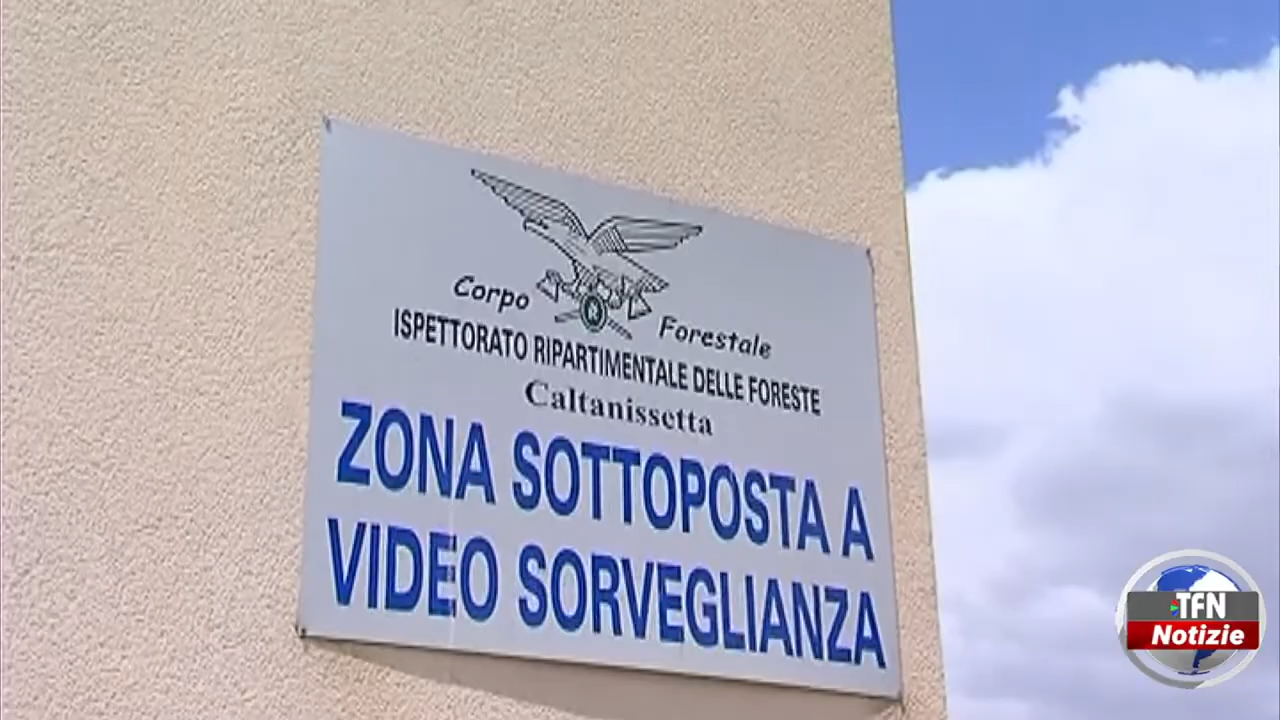 Corpo Forestale
ISPETTORATO RIPARTIMENTALE DELLE FORESTE
Caltanissetta
ZONA SOTTOPOSTA A
VIDEO SORVEGLIANZA
TFN
Notizie